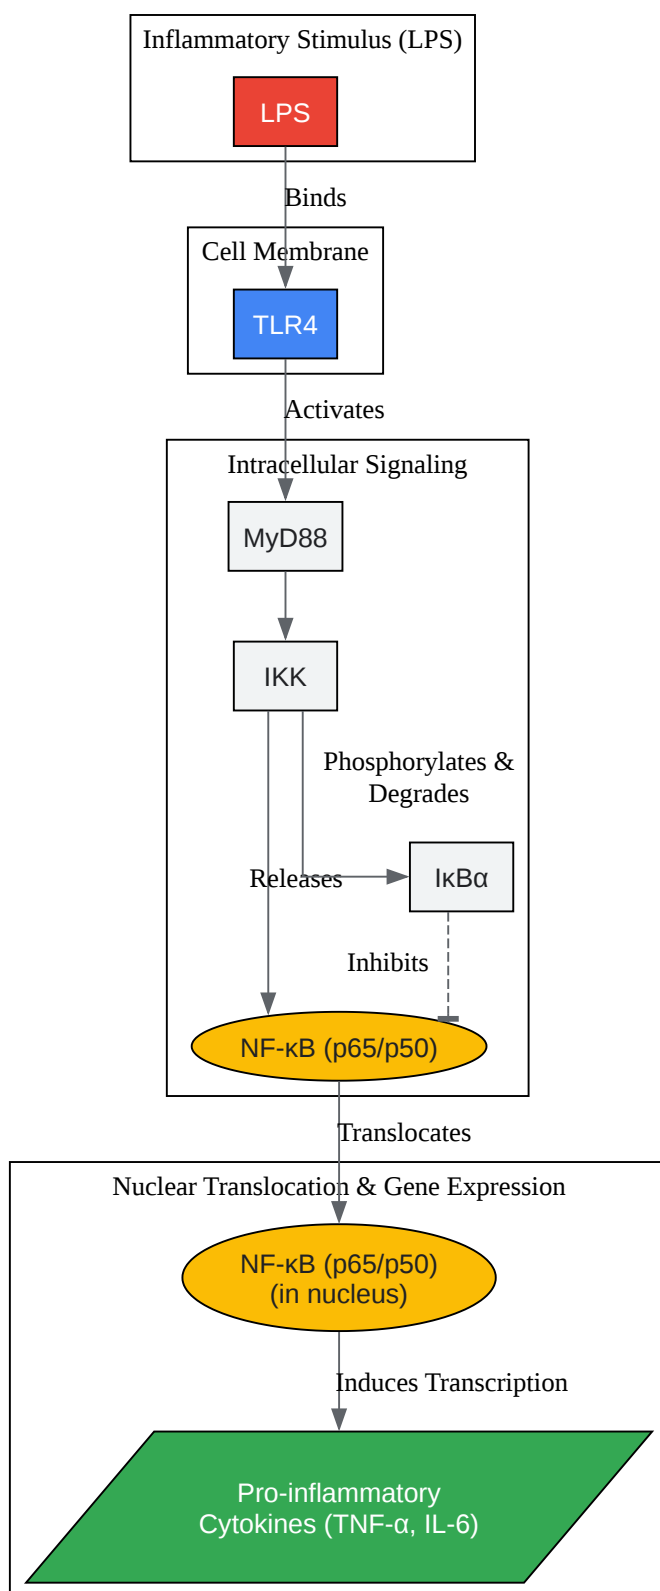 Inflammatory Stimulus (LPS)
LPS
Binds
Cell Membrane
TLR4
Activates
Intracellular Signaling
MyD88
IKK
Phosphorylates &
Degrades
Releases
IκBα
Inhibits
NF-κB (p65/p50)
Translocates
Nuclear Translocation & Gene Expression
NF-κB (p65/p50)
(in nucleus)
Induces Transcription
Pro-inflammatory
Cytokines (TNF-α, IL-6)